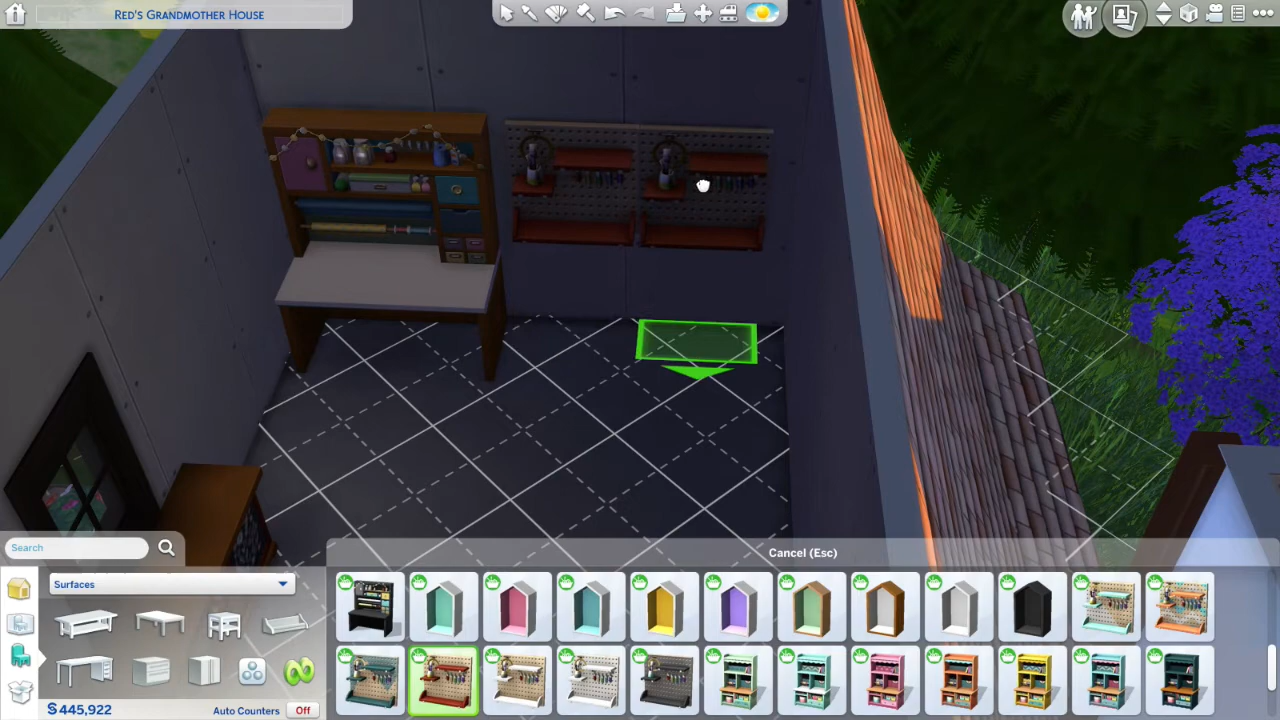 Red's Grandmother House
Cancel (Esc)
Search
Surfaces
$445,922
Auto Counters Off